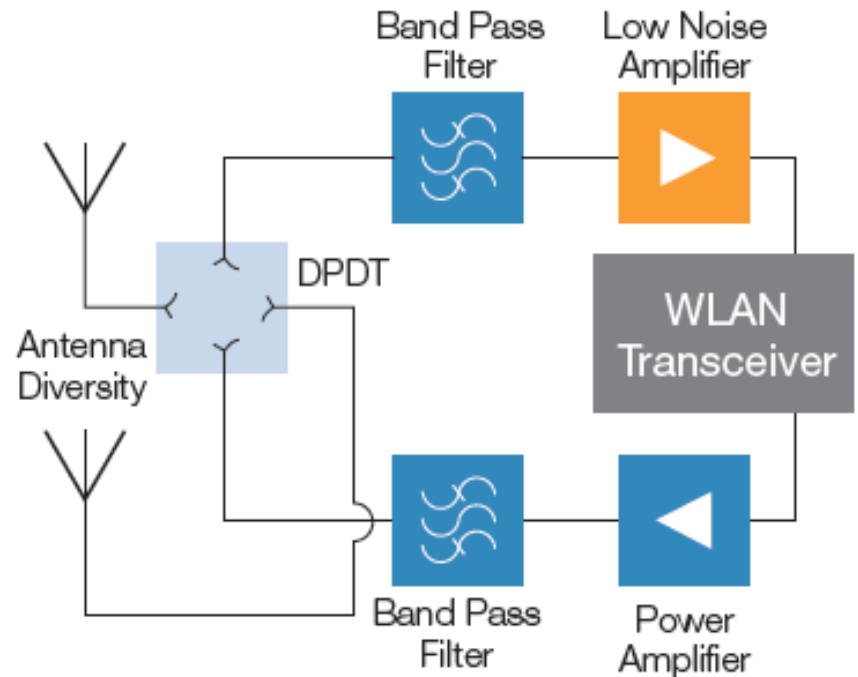 Band Pass
Filter
Low Noise
Amplifier
DPDT
WLAN
Transceiver
Antenna
Diversity
Band Pass
Filter
Power
Amplifier